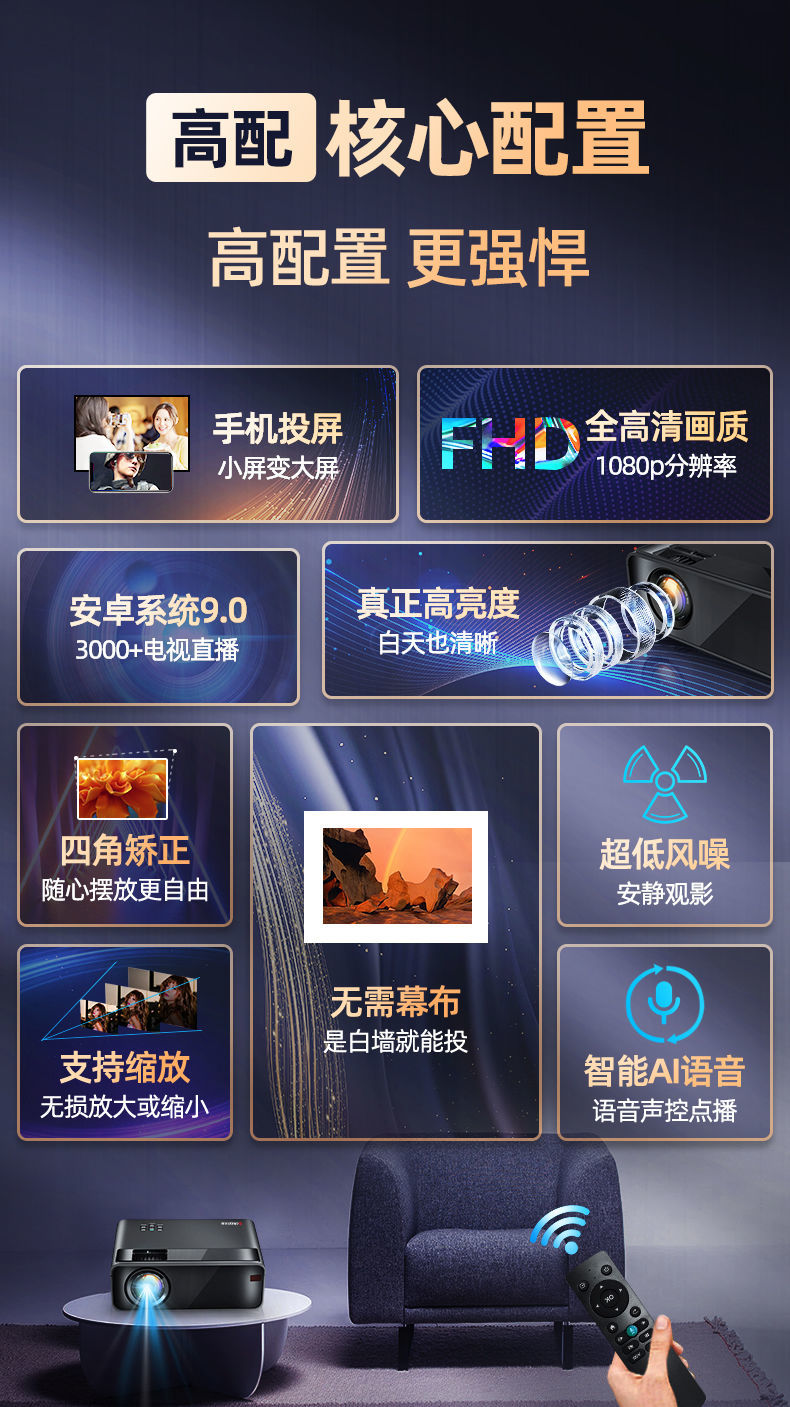 高配 核心配置
高配置 更强悍
手机投屏
小屏变大屏
FHD 全高清画质
1080p分辨率
安卓系统9.0
3000+电视直播
真正高亮度
白天也清晰
四角矫正
随心摆放更自由
无需幕布
是白墙就能投
超低风噪
安静观影
支持缩放
无损放大或缩小
智能AI语音
语音声控点播
OK